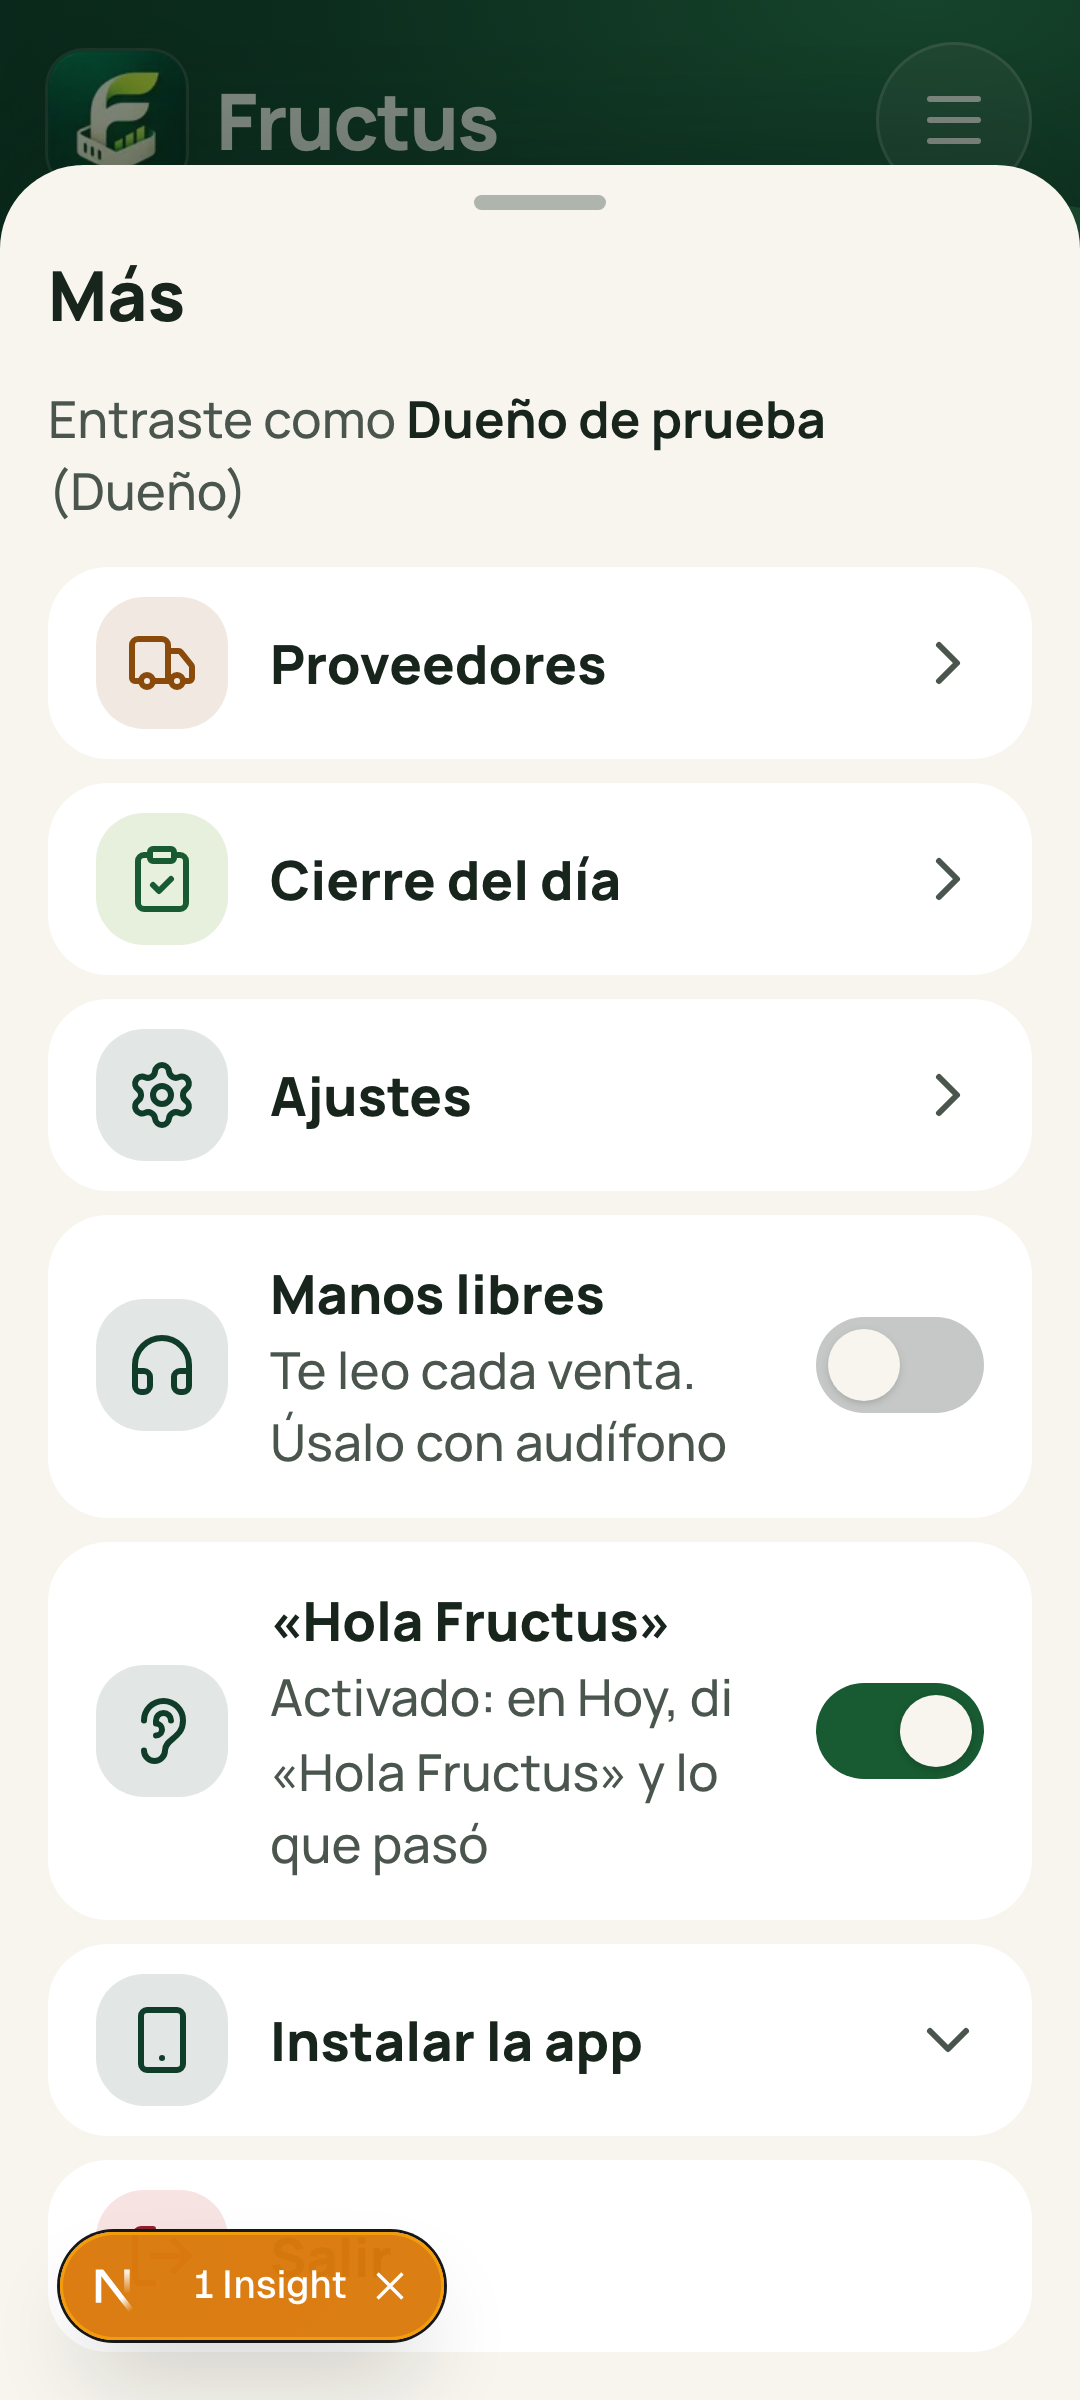 Fructus
Más
Entraste como Dueño de prueba
(Dueño)
Proveedores
Cierre del día
Ajustes
Manos libres
Te leo cada venta.
Úsalo con audífono
«Hola Fructus»
Activado: en Hoy, di
«Hola Fructus» y lo
que pasó
Instalar la app
Salir
N 1 Insight